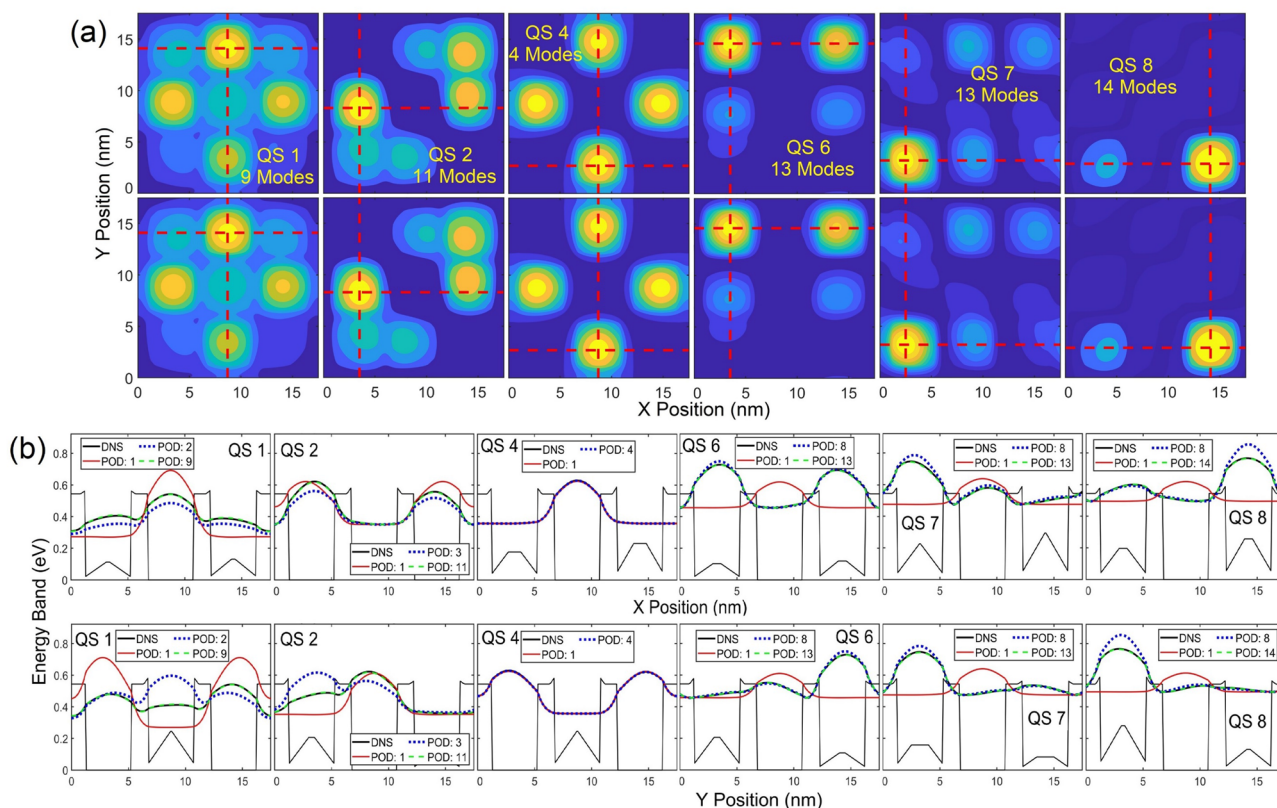 (a)
Y Position (nm)
15
10
5
0
QS 1
9 Modes
QS 2
11 Modes
QS 4
4 Modes
QS 6
13 Modes
QS 7
13 Modes
QS 8
14 Modes
15
10
5
0
0 5 10 15 0 5 10 15 0 5 10 15 0 5 10 15 0 5 10 15 0 5 10 15
X Position (nm)
(b)
Energy Band (eV)
0.8
0.6
0.4
0.2
0
DNS POD: 2
POD: 1 POD: 9
QS 1
QS 2
DNS POD: 3
POD: 1 POD: 11
QS 4
DNS POD: 4
POD: 1
QS 6
DNS POD: 8
POD: 1 POD: 13
DNS POD: 8
POD: 1 POD: 13
QS 7
DNS POD: 8
POD: 1 POD: 14
QS 8
0 5 10 15 0 5 10 15 0 5 10 15 0 5 10 15 0 5 10 15 0 5 10 15
X Position (nm)
0.8
0.6
0.4
0.2
0
QS 1
DNS POD: 2
POD: 1 POD: 9
QS 2
DNS POD: 3
POD: 1 POD: 11
QS 4
DNS POD: 4
POD: 1
DNS POD: 8
POD: 1 POD: 13
QS 6
DNS POD: 8
POD: 1 POD: 13
QS 7
DNS POD: 8
POD: 1 POD: 14
QS 8
0 5 10 15 0 5 10 15 0 5 10 15 0 5 10 15 0 5 10 15 0 5 10 15
Y Position (nm)